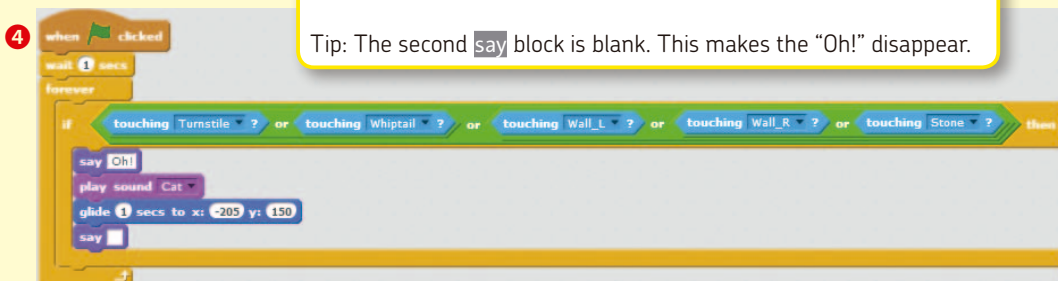 Tip: The second say block is blank. This makes the “Oh!” disappear.
4
when clicked
wait 1 secs
forever
if touching Turnstile ? or touching Whiptail ? or touching Wall_L ? or touching Wall_R ? or touching Stone ? then
say Oh!
play sound Cat
glide 1 secs to x: -205 y: 150
say